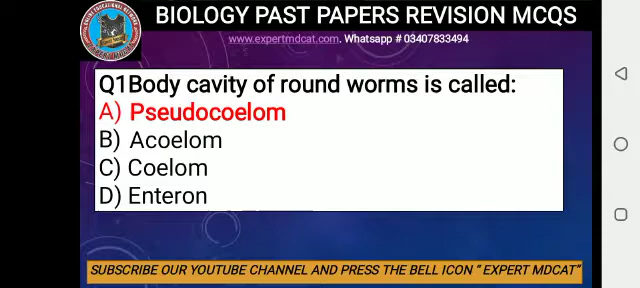 BIOLOGY PAST PAPERS REVISION MCQS
www.expertmdcat.com. Whatsapp # 03407833494
Q1Body cavity of round worms is called:
A) Pseudocoelom
B) Acoelom
C) Coelom
D) Enteron
SUBSCRIBE OUR YOUTUBE CHANNEL AND PRESS THE BELL ICON “ EXPERT MDCAT”